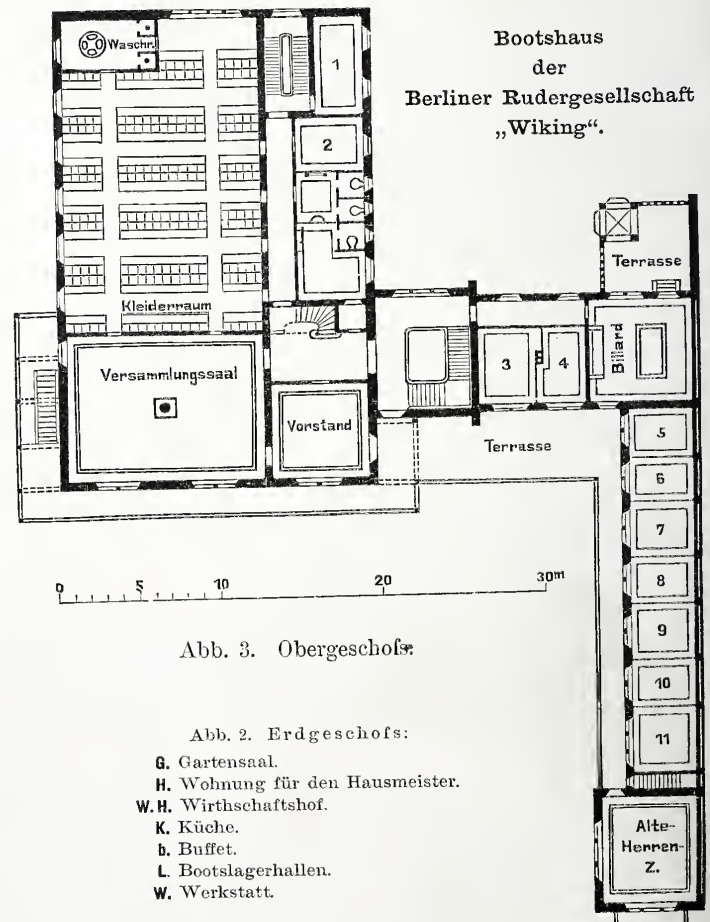 Bootshaus
der
Berliner Rudergesellschaft
„Wiking“.
Waschr.
1
2
Kleiderraum
Versammlungssaal
Vorstand
Terrasse
3
4
Billard
Terrasse
5
6
7
8
9
10
11
Alte-
Herren-
Z.
0 5 10 20 30m
Abb. 3. Obergeschoſs.
Abb. 2. Erdgeschoſs:
G. Gartensaal.
H. Wohnung für den Hausmeister.
W.H. Wirthschaftshof.
K. Küche.
b. Buffet.
L. Bootslagerhallen.
W. Werkstatt.